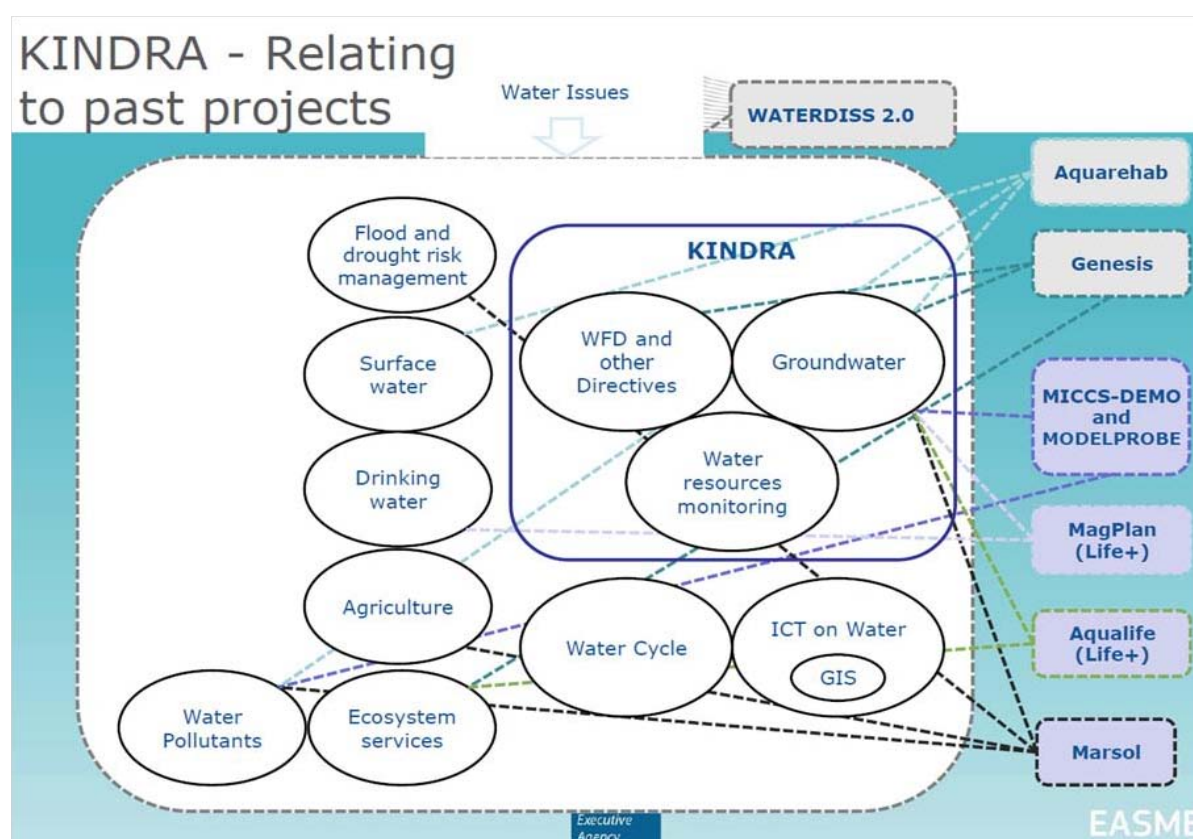 KINDRA - Relating
to past projects
Water Issues
WATERDISS 2.0
Aquarehab
Flood and
drought risk
management
KINDRA
Genesis
WFD and
other
Directives
Groundwater
Surface
water
MICCS-DEMO
and
MODELPROBE
Water
resources
monitoring
Drinking
water
MagPlan
(Life+)
Agriculture
Water Cycle
ICT on Water
GIS
Aqualife
(Life+)
Water
Pollutants
Ecosystem
services
Marsol
Executive
Agency
EASME